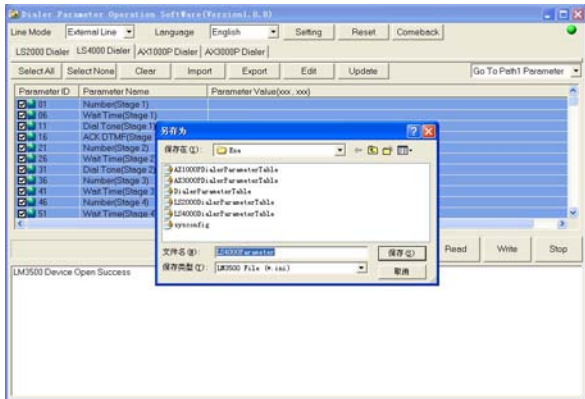 Dialer Parameter Operation SoftWare(Version1.8.8)
Line Mode External Line Language English Setting Reset Comeback
LS2000 Dialer LS4000 Dialer AX1000P Dialer AX3000P Dialer
Select All Select None Clear Import Export Edit Update Go To Path1 Parameter
Parameter ID Parameter Name Parameter Value(xxx. xxx)
01 Number(Stage 1)
06 Wait Time(Stage 1)
11 Dial Tone(Stage 1)
16 ACK DTMF(Stage
21 Number(Stage 2)
26 Wait Time(Stage 2
31 Dial Tone(Stage 2)
36 Number(Stage 3)
41 Wait Time(Stage 3
46 Number(Stage 4)
51 Wait Time(Stage 4
另存为
保存在(I): Exe
AX1000PDialerParameterTable
AX3000PDialerParameterTable
DialerParameterTable
LS2000DialerParameterTable
LS4000DialerParameterTable
sysconfig
文件名(N): LS4000Parameter 保存(S)
保存类型(T): LM3500 File (*.ini) 取消
Read Write Stop
LM3500 Device Open Success